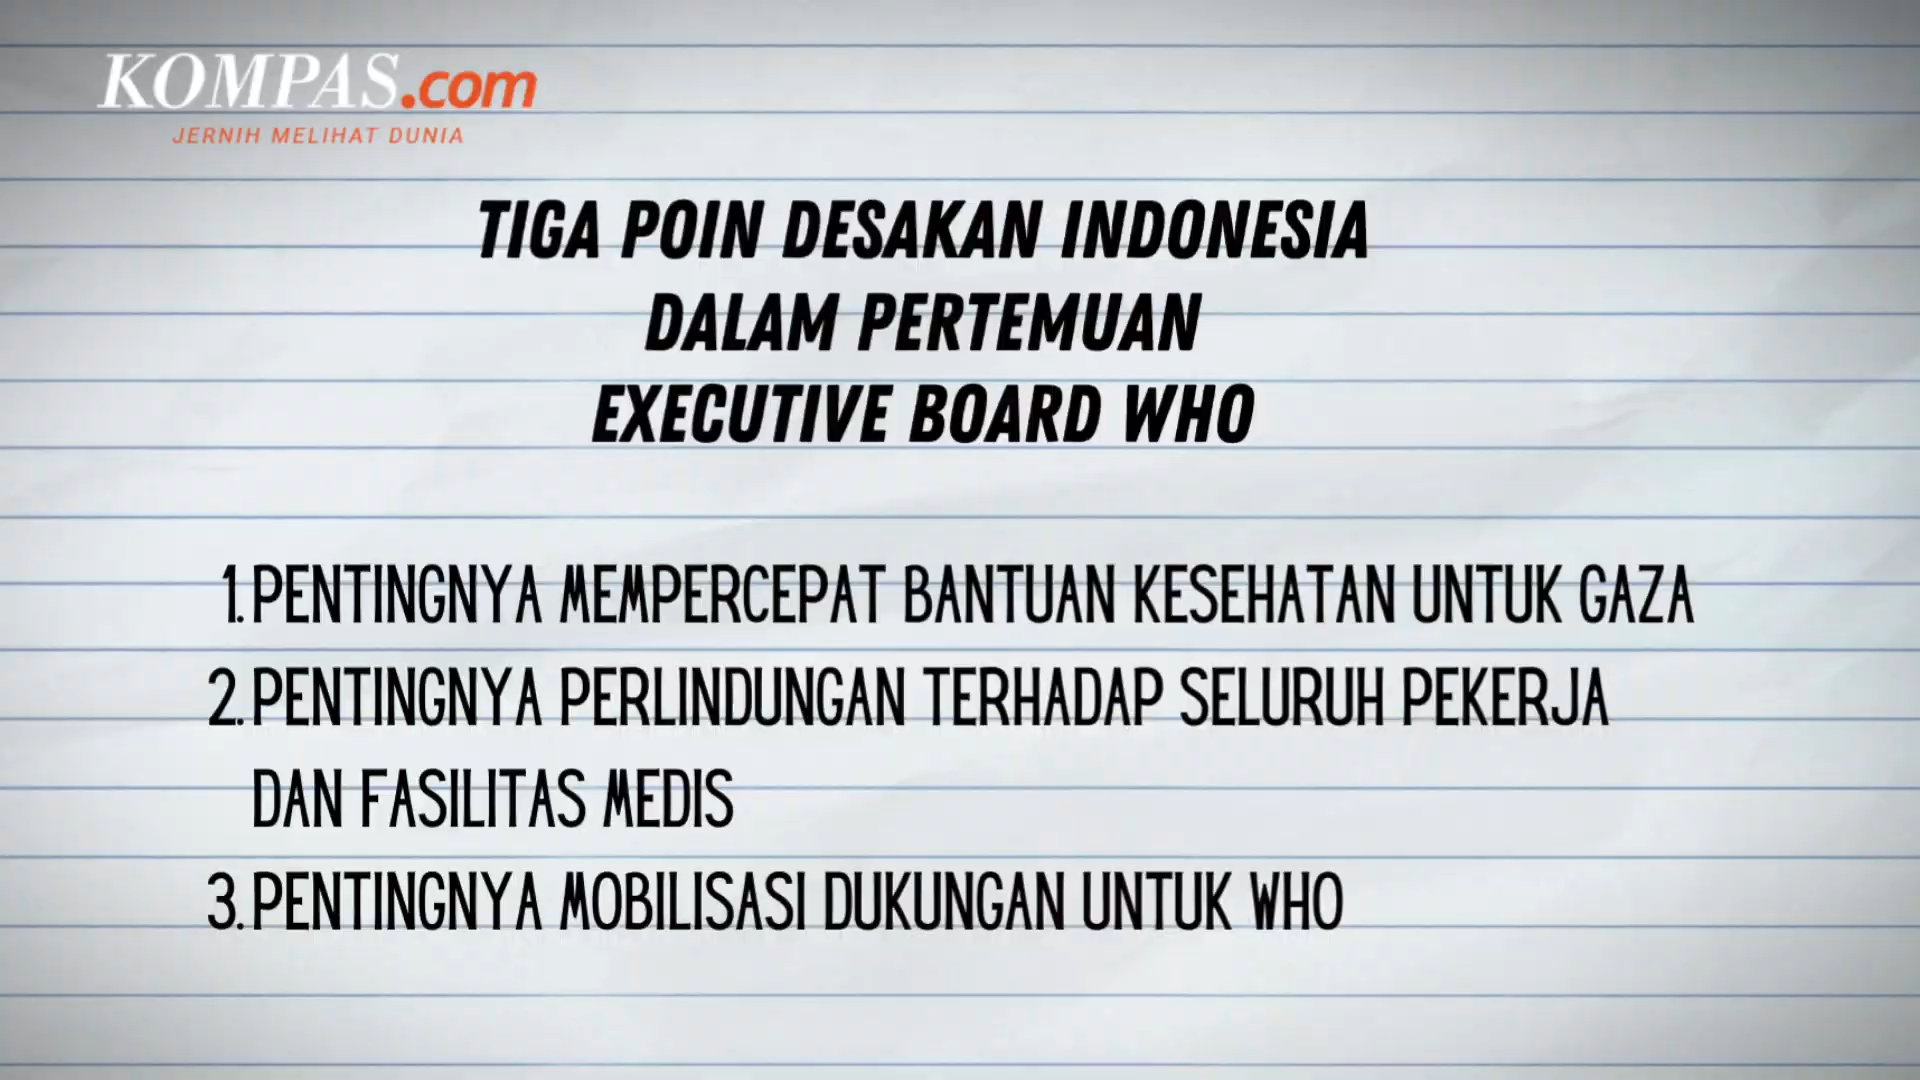 KOMPAS.com
JERNIH MELIHAT DUNIA
TIGA POIN DESAKAN INDONESIA
DALAM PERTEMUAN
EXECUTIVE BOARD WHO
1. PENTINGNYA MEMPERCEPAT BANTUAN KESEHATAN UNTUK GAZA
2. PENTINGNYA PERLINDUNGAN TERHADAP SELURUH PEKERJA
DAN FASILITAS MEDIS
3. PENTINGNYA MOBILISASI DUKUNGAN UNTUK WHO